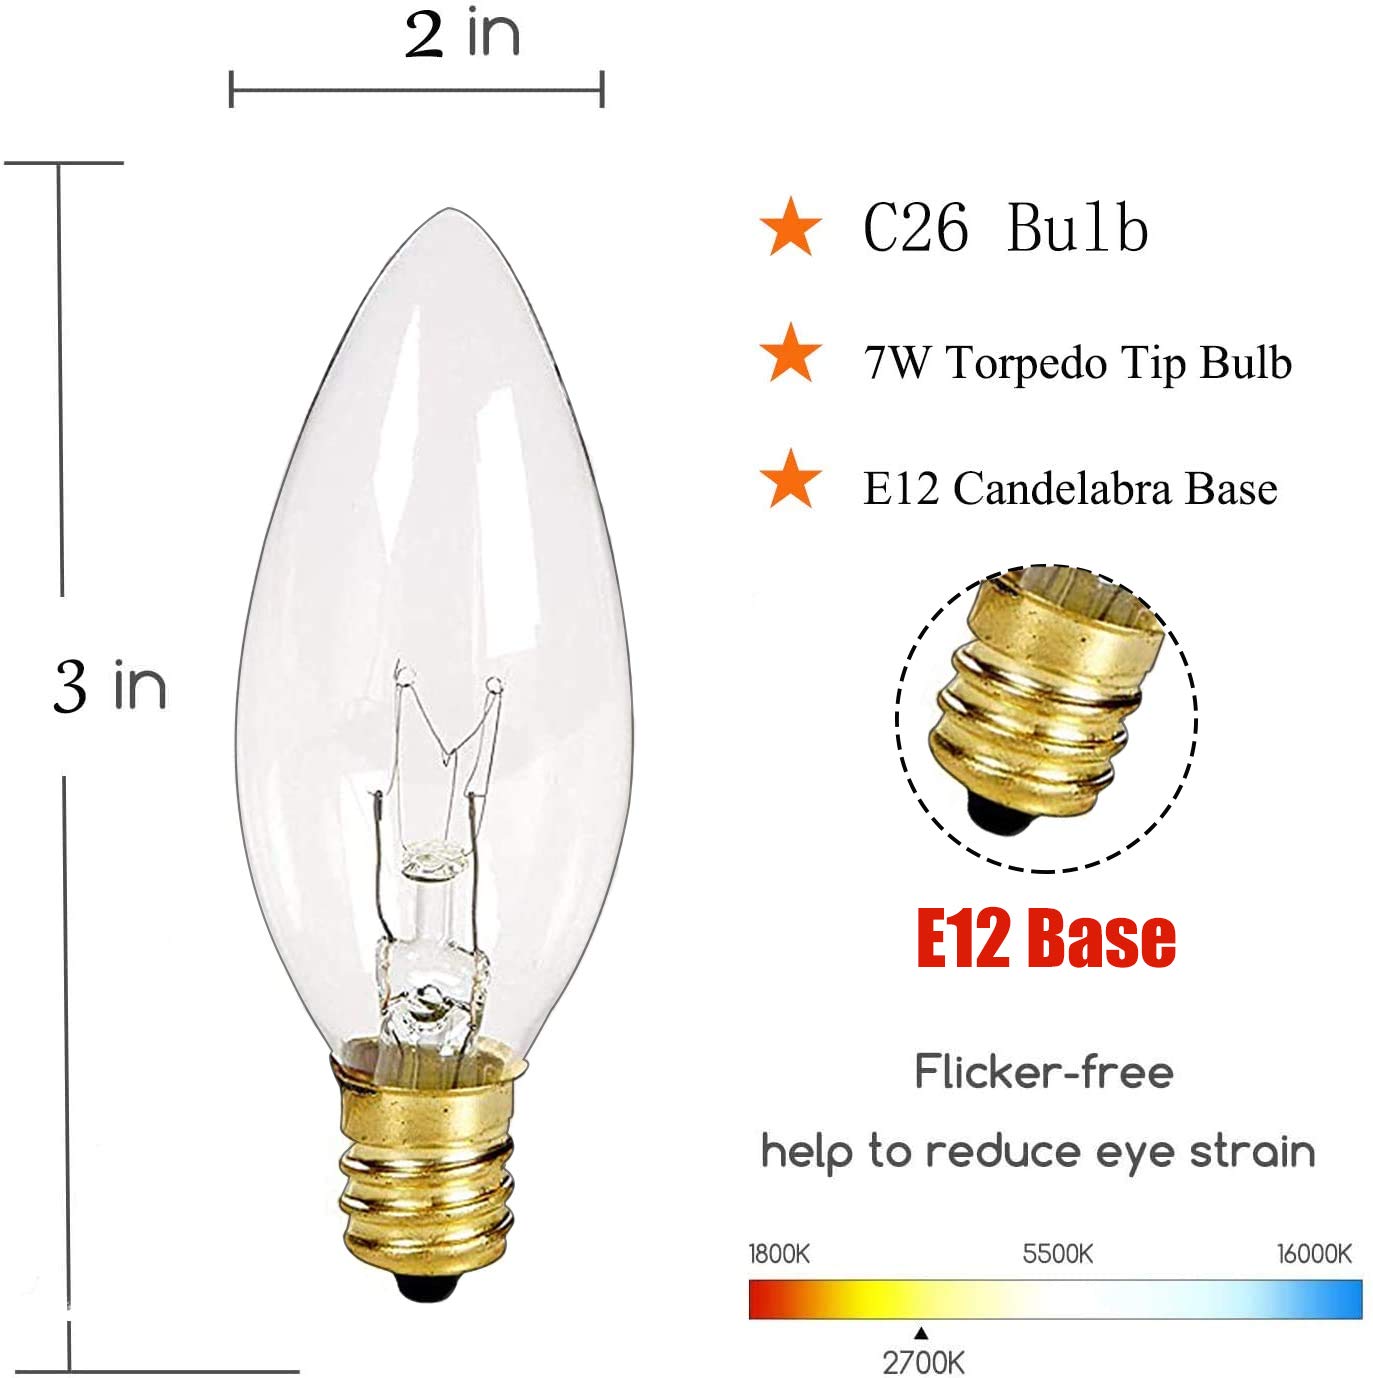 2 in
3 in
C26 Bulb
7W Torpedo Tip Bulb
E12 Candelabra Base
E12 Base
Flicker-free
help to reduce eye strain
1800K 5500K 16000K
2700K